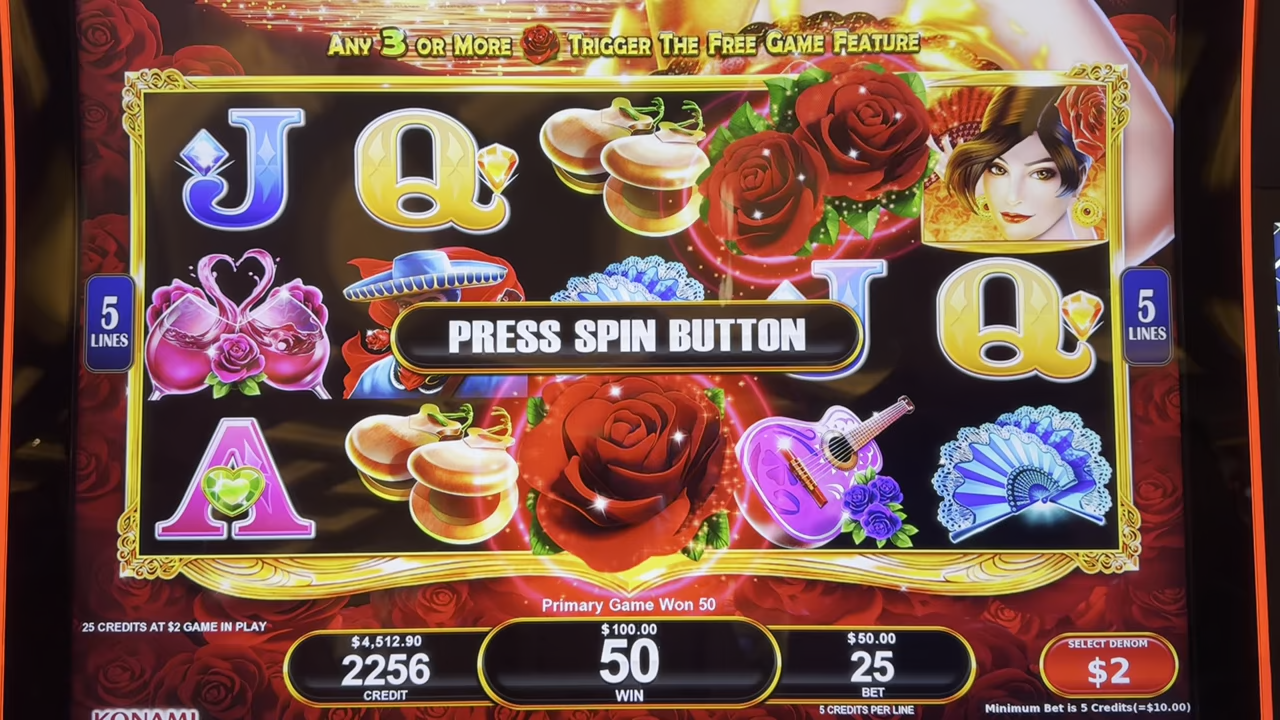 ANY 3 OR MORE TRIGGER THE FREE GAME FEATURE
J Q
5 LINES
PRESS SPIN BUTTON
J Q
5 LINES
A
Primary Game Won 50
25 CREDITS AT $2 GAME IN PLAY
$4,512.90
2256
CREDIT
$100.00
50
WIN
$50.00
25
BET
5 CREDITS PER LINE
SELECT DENOM
$2
Minimum Bet is 5 Credits(=$10.00)
KONAMI